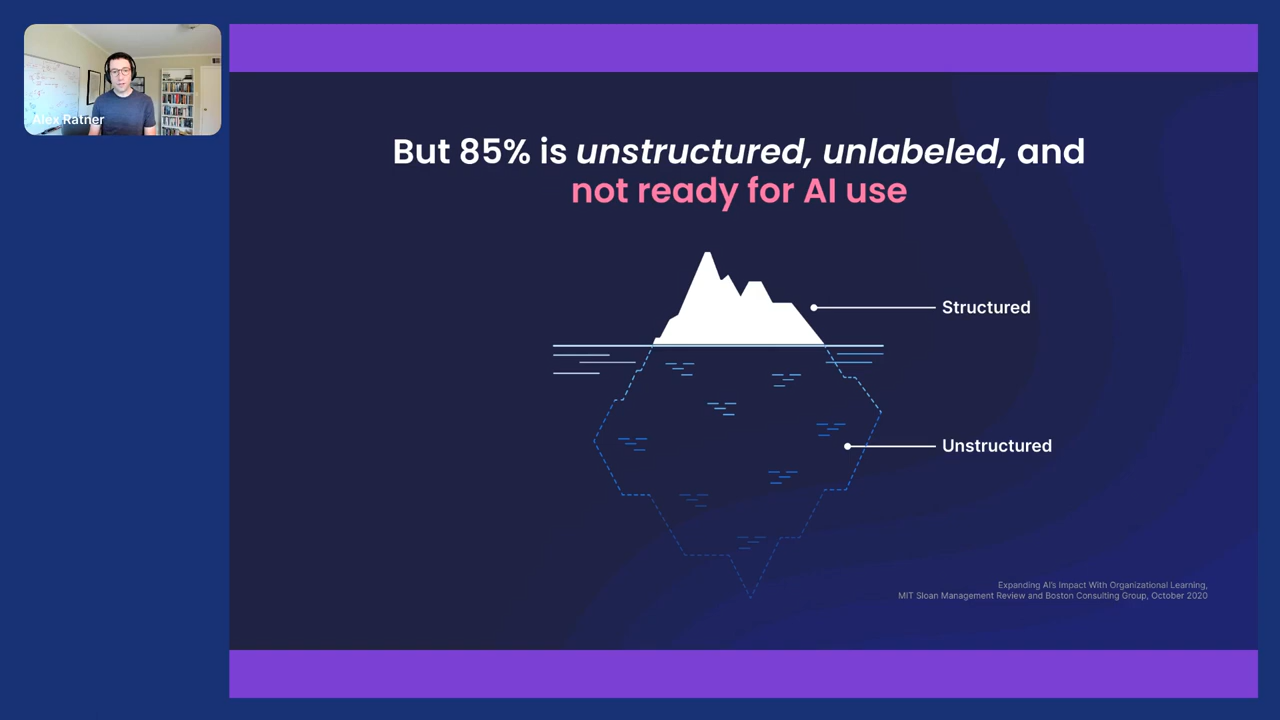 Alex Ratner
But 85% is unstructured, unlabeled, and
not ready for AI use
Structured
Unstructured
Expanding AI's Impact With Organizational Learning,
MIT Sloan Management Review and Boston Consulting Group, October 2020